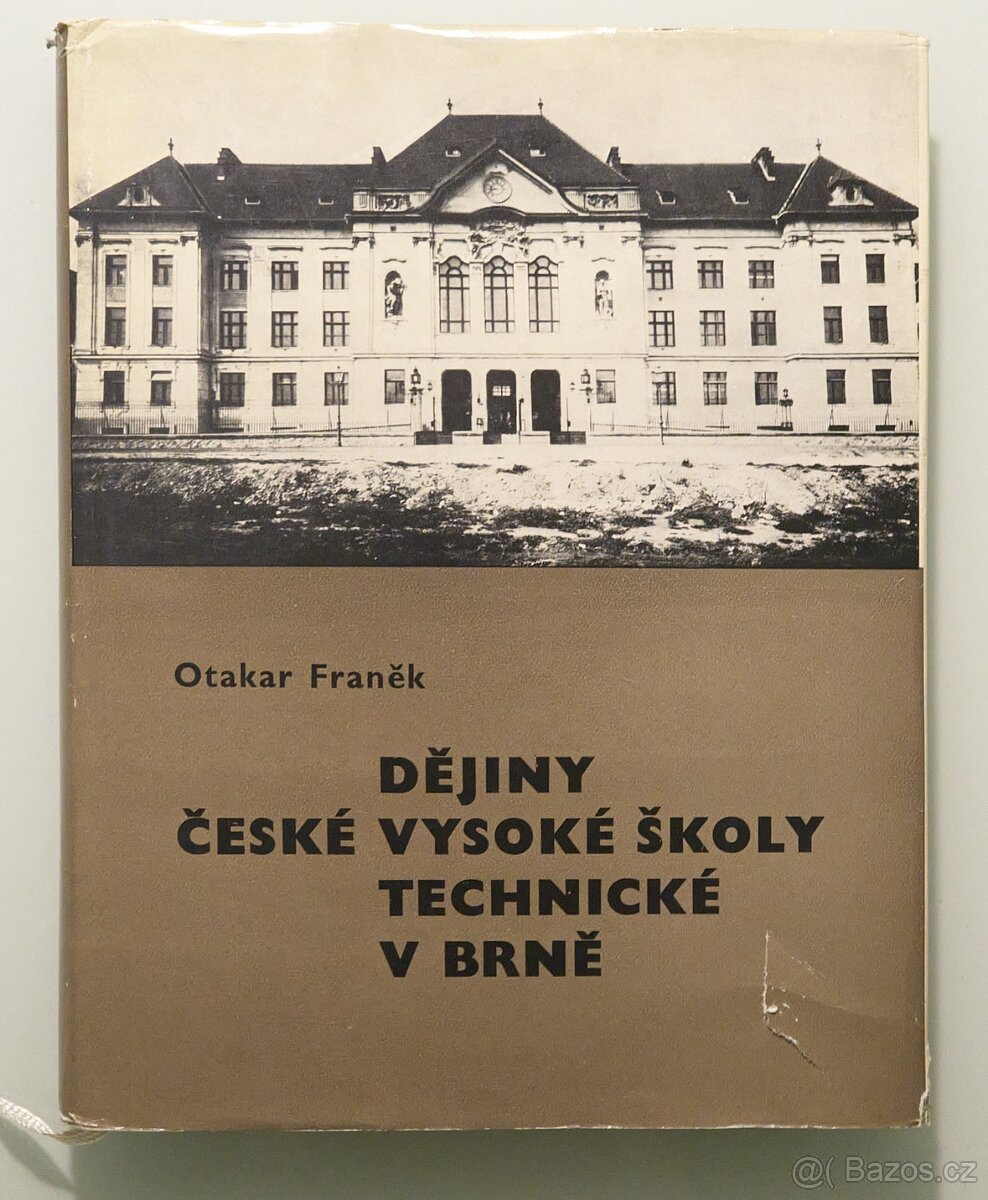 Otakar Franěk
DĚJINY
ČESKÉ VYSOKÉ ŠKOLY
TECHNICKÉ
V BRNĚ
@( Bazos.cz